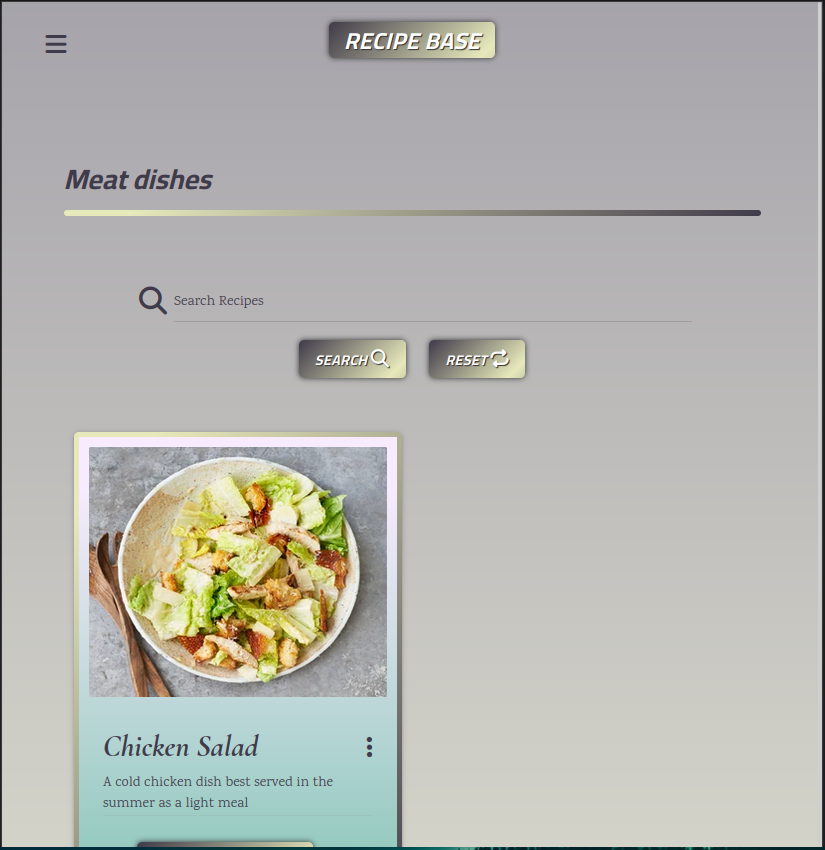 RECIPE BASE
Meat dishes
Search Recipes
SEARCH
RESET
Chicken Salad
A cold chicken dish best served in the
summer as a light meal